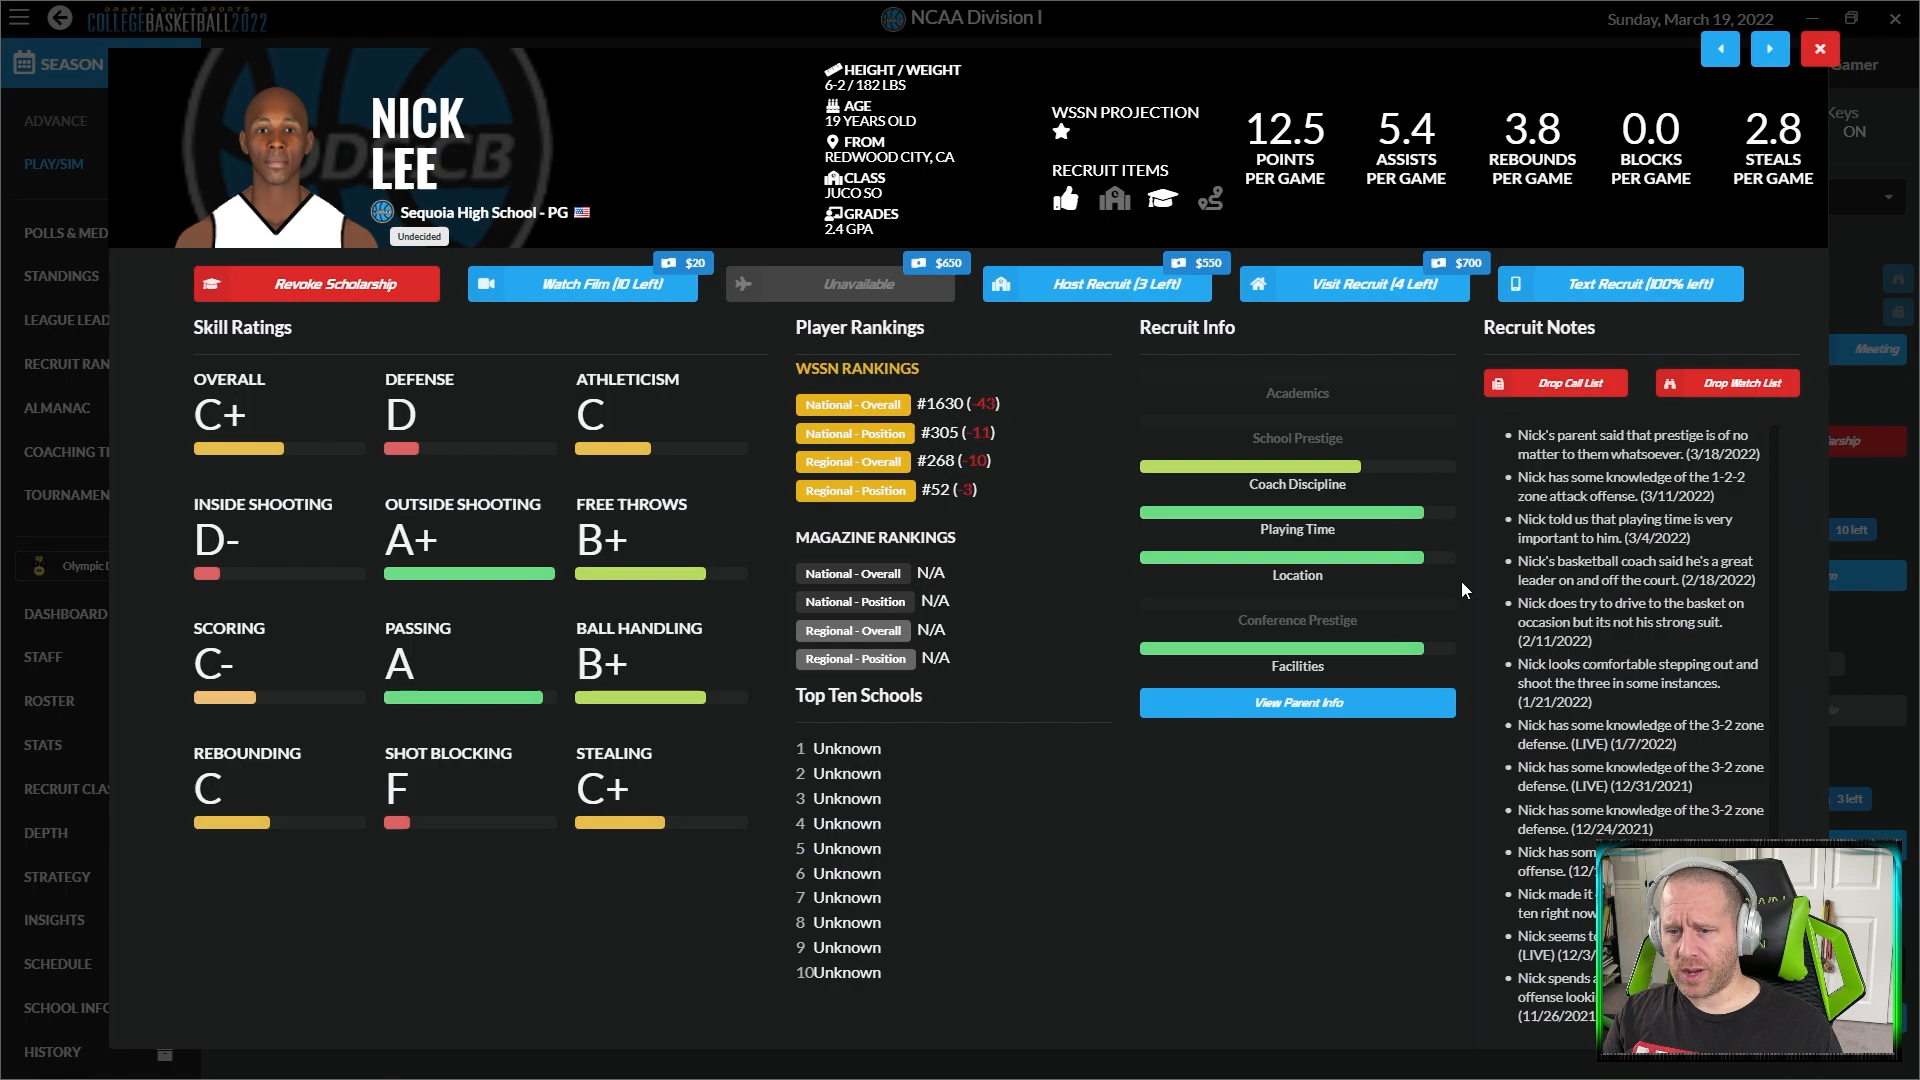 DRAFT • DAY • SPORTS
COLLEGEBASKETBALL2022
NCAA Division I
Sunday, March 19, 2022
SEASON
ADVANCE
PLAY/SIM
POLLS & MED
STANDINGS
LEAGUE LEAD
RECRUIT RAN
ALMANAC
COACHING TI
TOURNAMEN
Olympic D
DASHBOARD
STAFF
ROSTER
STATS
RECRUIT CLA
DEPTH
STRATEGY
INSIGHTS
SCHEDULE
SCHOOL INFO
HISTORY
NICK
LEE
Sequoia High School - PG
Undecided
HEIGHT / WEIGHT
6-2 / 182 LBS
AGE
19 YEARS OLD
FROM
REDWOOD CITY, CA
CLASS
JUCO SO
GRADES
2.4 GPA
WSSN PROJECTION
RECRUIT ITEMS
12.5
POINTS
PER GAME
5.4
ASSISTS
PER GAME
3.8
REBOUNDS
PER GAME
0.0
BLOCKS
PER GAME
2.8
STEALS
PER GAME
Revoke Scholarship
$20
Watch Film (10 Left)
$650
Unavailable
$550
Host Recruit (3 Left)
$700
Visit Recruit (4 Left)
Text Recruit (100% left)
Skill Ratings
OVERALL
C+
DEFENSE
D
ATHLETICISM
C
INSIDE SHOOTING
D-
OUTSIDE SHOOTING
A+
FREE THROWS
B+
SCORING
C-
PASSING
A
BALL HANDLING
B+
REBOUNDING
C
SHOT BLOCKING
F
STEALING
C+
Player Rankings
WSSN RANKINGS
National - Overall #1630 (-43)
National - Position #305 (-11)
Regional - Overall #268 (-10)
Regional - Position #52 (-3)
MAGAZINE RANKINGS
National - Overall N/A
National - Position N/A
Regional - Overall N/A
Regional - Position N/A
Top Ten Schools
1 Unknown
2 Unknown
3 Unknown
4 Unknown
5 Unknown
6 Unknown
7 Unknown
8 Unknown
9 Unknown
10Unknown
Recruit Info
Academics
School Prestige
Coach Discipline
Playing Time
Location
Conference Prestige
Facilities
View Parent Info
Recruit Notes
Drop Call List
Drop Watch List
• Nick's parent said that prestige is of no
matter to them whatsoever. (3/18/2022)
• Nick has some knowledge of the 1-2-2
zone attack offense. (3/11/2022)
• Nick told us that playing time is very
important to him. (3/4/2022)
• Nick's basketball coach said he's a great
leader on and off the court. (2/18/2022)
• Nick does try to drive to the basket on
occasion but its not his strong suit.
(2/11/2022)
• Nick looks comfortable stepping out and
shoot the three in some instances.
(1/21/2022)
• Nick has some knowledge of the 3-2 zone
defense. (LIVE) (1/7/2022)
• Nick has some knowledge of the 3-2 zone
defense. (LIVE) (12/31/2021)
• Nick has some knowledge of the 3-2 zone
defense. (12/24/2021)
• Nick has som
offense. (12/
• Nick made it
ten right now
• Nick seems to
(LIVE) (12/3/
• Nick spends a
offense looki
(11/26/2021
Gamer
Keys
ON
Meeting
arship
10 left
3 left